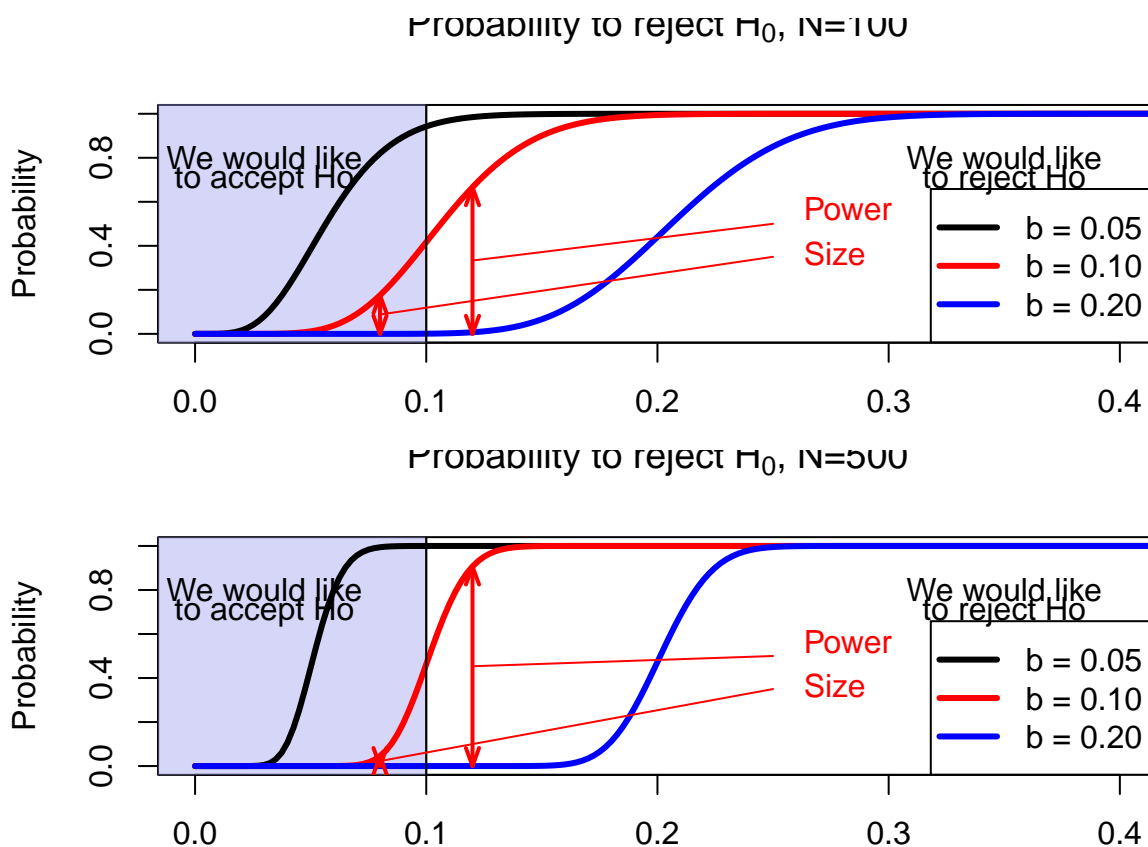 Probability to reject H₀, N=100
Probability
0.8
0.4
0.0
We would like
to accept Ho
We would like
to reject Ho
Power
Size
b = 0.05
b = 0.10
b = 0.20
0.0 0.1 0.2 0.3 0.4
Probability to reject H₀, N=500
Probability
0.8
0.4
0.0
We would like
to accept Ho
We would like
to reject Ho
Power
Size
b = 0.05
b = 0.10
b = 0.20
0.0 0.1 0.2 0.3 0.4